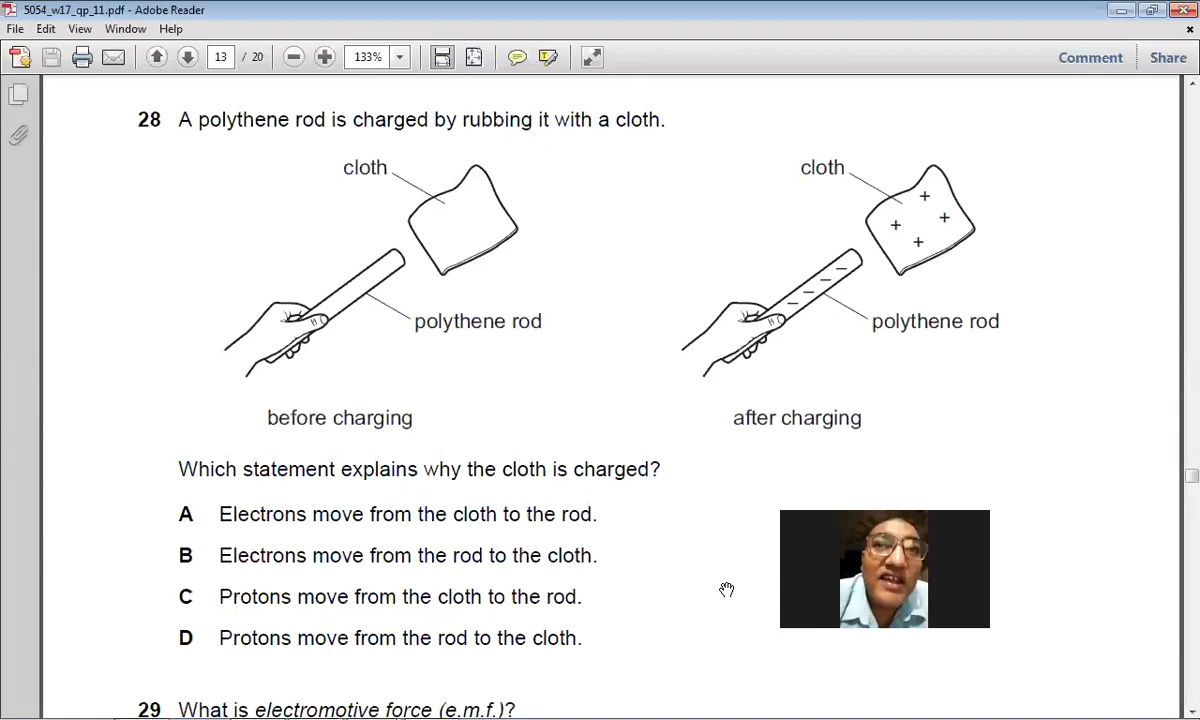 5054_w17_qp_11.pdf - Adobe Reader
File Edit View Window Help
13 / 20 133% Comment Share
28 A polythene rod is charged by rubbing it with a cloth.
cloth cloth
+ + + +
polythene rod polythene rod
before charging after charging
Which statement explains why the cloth is charged?
A Electrons move from the cloth to the rod.
B Electrons move from the rod to the cloth.
C Protons move from the cloth to the rod.
D Protons move from the rod to the cloth.
29 What is electromotive force (e.m.f.)?